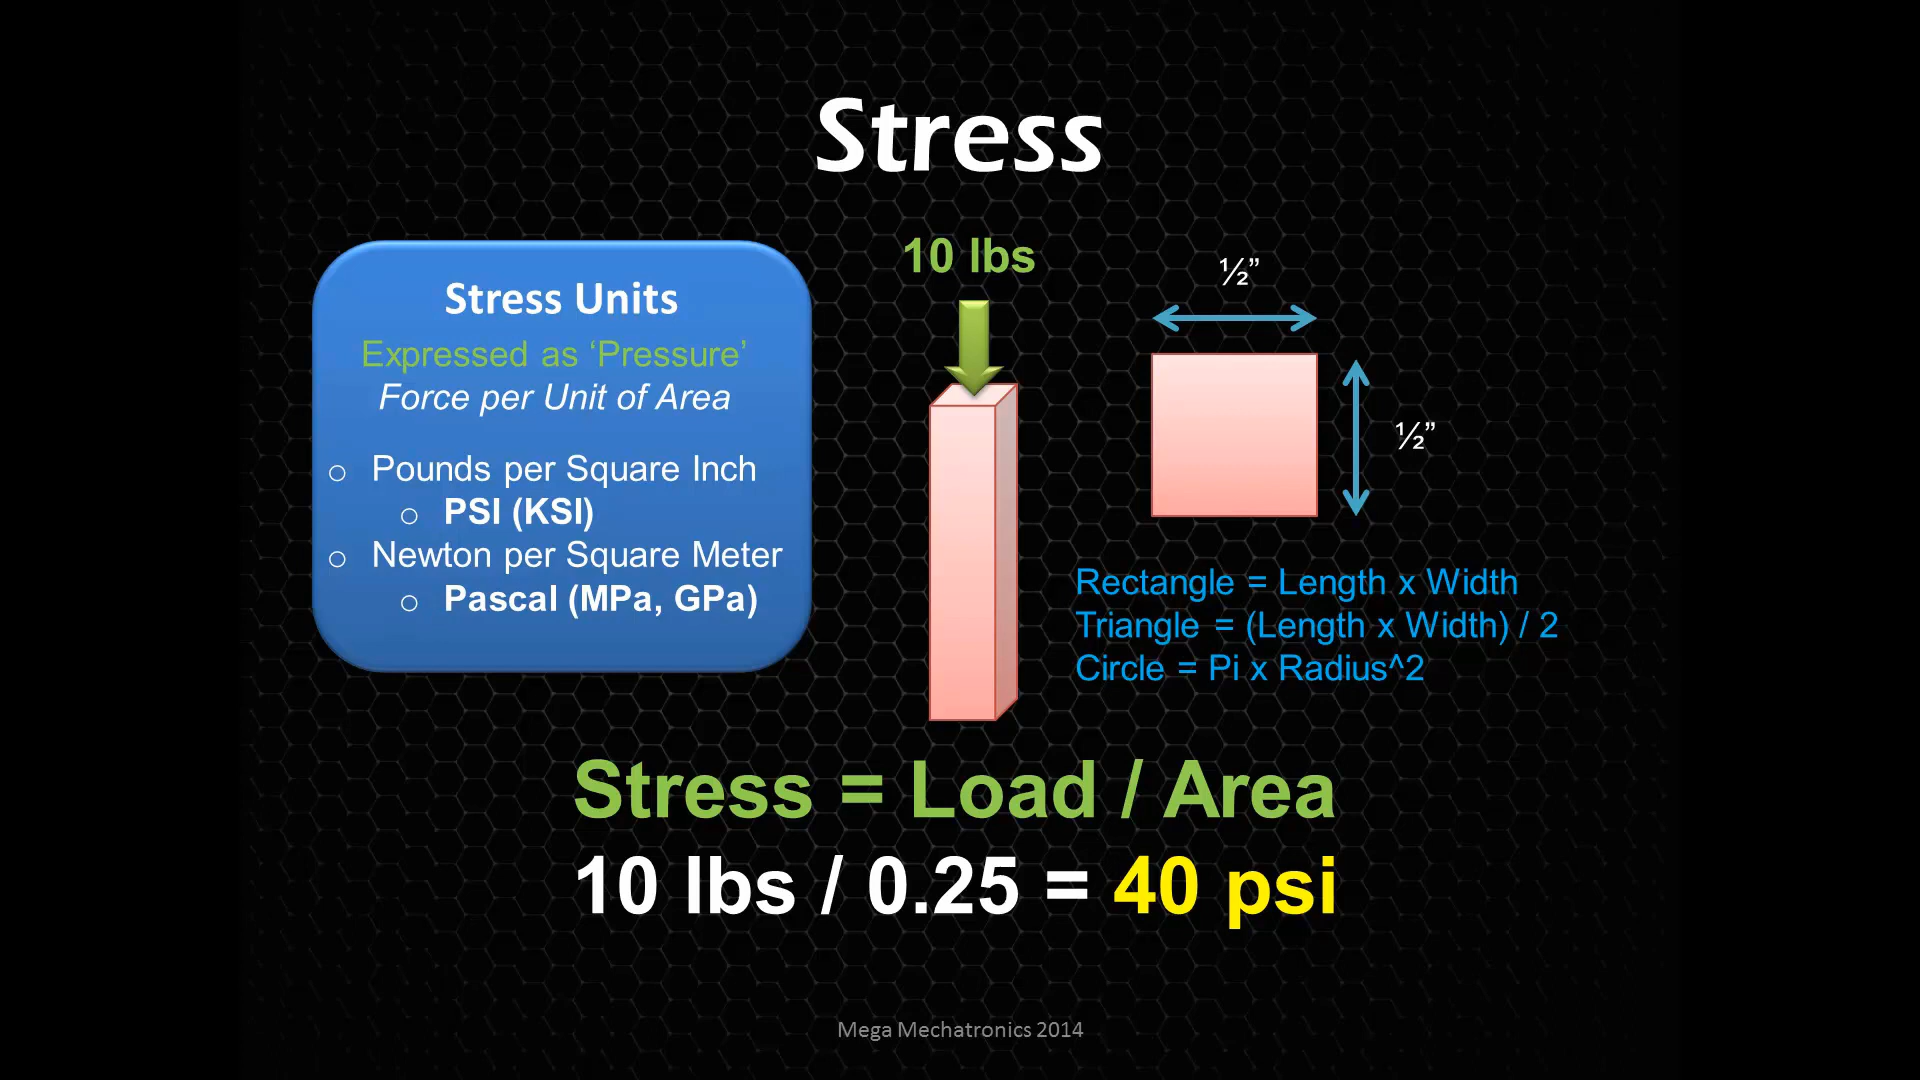 Stress
Stress Units
Expressed as ‘Pressure’
Force per Unit of Area
o Pounds per Square Inch
o PSI (KSI)
o Newton per Square Meter
o Pascal (MPa, GPa)
10 lbs
½”
½”
Rectangle = Length x Width
Triangle = (Length x Width) / 2
Circle = Pi x Radius^2
Stress = Load / Area
10 lbs / 0.25 = 40 psi
Mega Mechatronics 2014